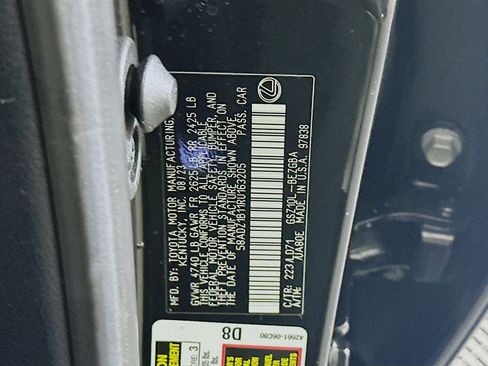 MFD. BY: TOYOTA MOTOR MANUFACTURING,
KENTUCKY, INC. 08/23
GVWR 4740 LB GAWR FR 2625 LB RR 2425 LB
THIS VEHICLE CONFORMS TO ALL APPLICABLE
FEDERAL MOTOR VEHICLE SAFETY, BUMPER, AND
THEFT PREVENTION STANDARDS IN EFFECT ON
THE DATE OF MANUFACTURE SHOWN ABOVE.
58ADZ1B11RU163205 PASS. CAR
C/TR: 223/LD71 GSZ10L-BEZGBA
A/TM: /UA80E MADE IN U.S.A. 97838
D8
42661-06C80
3